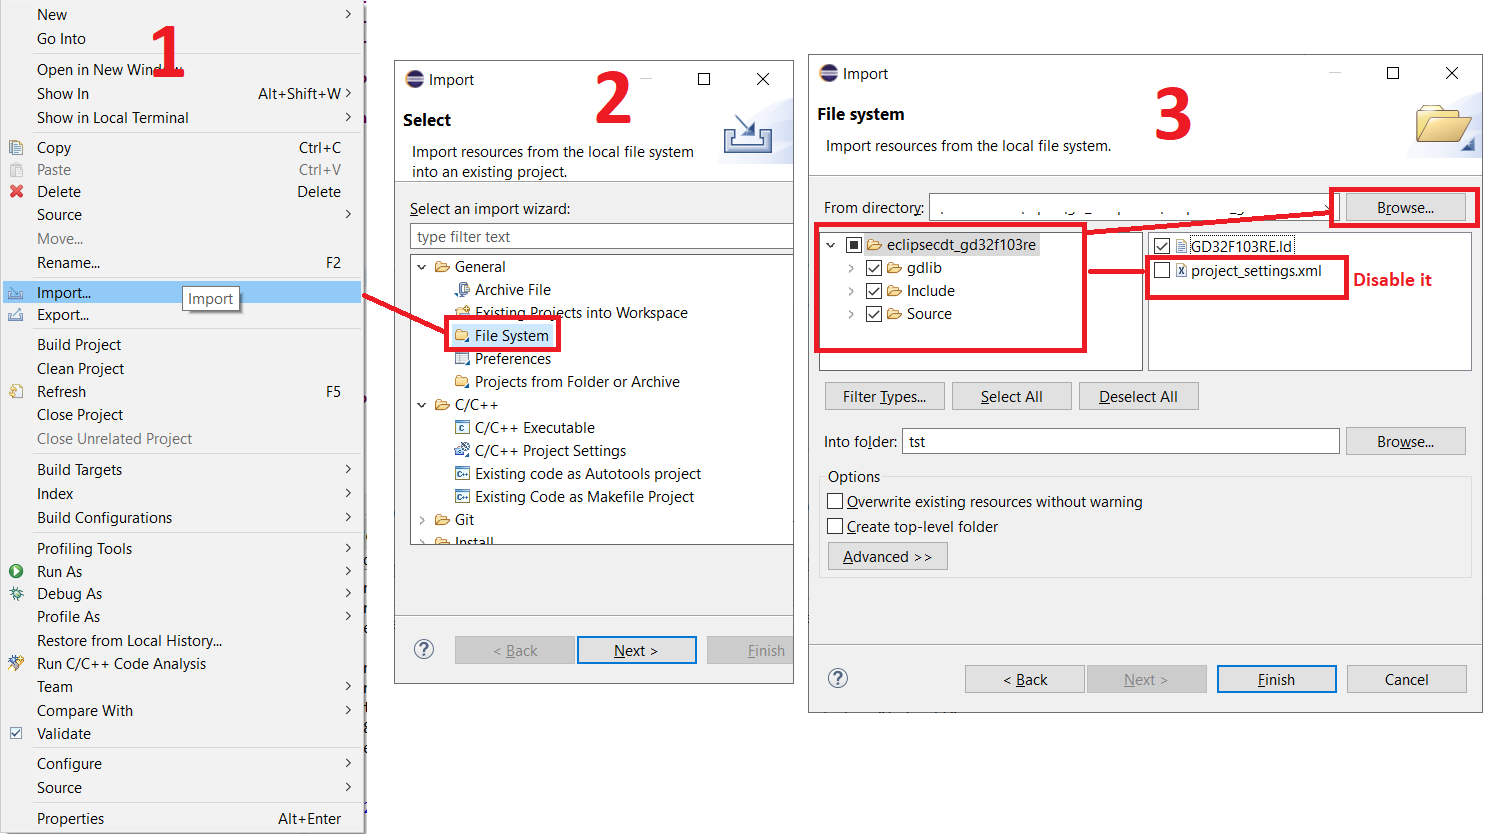 New
Go Into
1
Open in New Window
Show In Alt+Shift+W
Show in Local Terminal
Copy Ctrl+C
Paste Ctrl+V
Delete Delete
Source
Move...
Rename... F2
Import...
Import
Export...
Build Project
Clean Project
Refresh F5
Close Project
Close Unrelated Project
Build Targets
Index
Build Configurations
Profiling Tools
Run As
Debug As
Profile As
Restore from Local History...
Run C/C++ Code Analysis
Team
Compare With
Validate
Configure
Source
Properties Alt+Enter
Import
2
Select
Import resources from the local file system
into an existing project.
Select an import wizard:
type filter text
General
Archive File
Existing Projects into Workspace
File System
Preferences
Projects from Folder or Archive
C/C++
C/C++ Executable
C/C++ Project Settings
Existing code as Autotools project
Existing Code as Makefile Project
Git
Install
< Back
Next >
Finish
Import
3
File system
Import resources from the local file system.
From directory:
Browse...
eclipsecdt_gd32f103re
gdlib
Include
Source
GD32F103RE.ld
project_settings.xml
Disable it
Filter Types...
Select All
Deselect All
Into folder: tst
Browse...
Options
Overwrite existing resources without warning
Create top-level folder
Advanced >>
< Back
Next >
Finish
Cancel